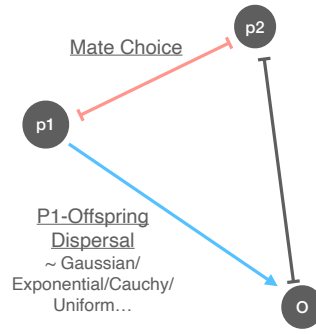 p2
Mate Choice
p1
P1-Offspring
Dispersal
~ Gaussian/
Exponential/Cauchy/
Uniform…
O